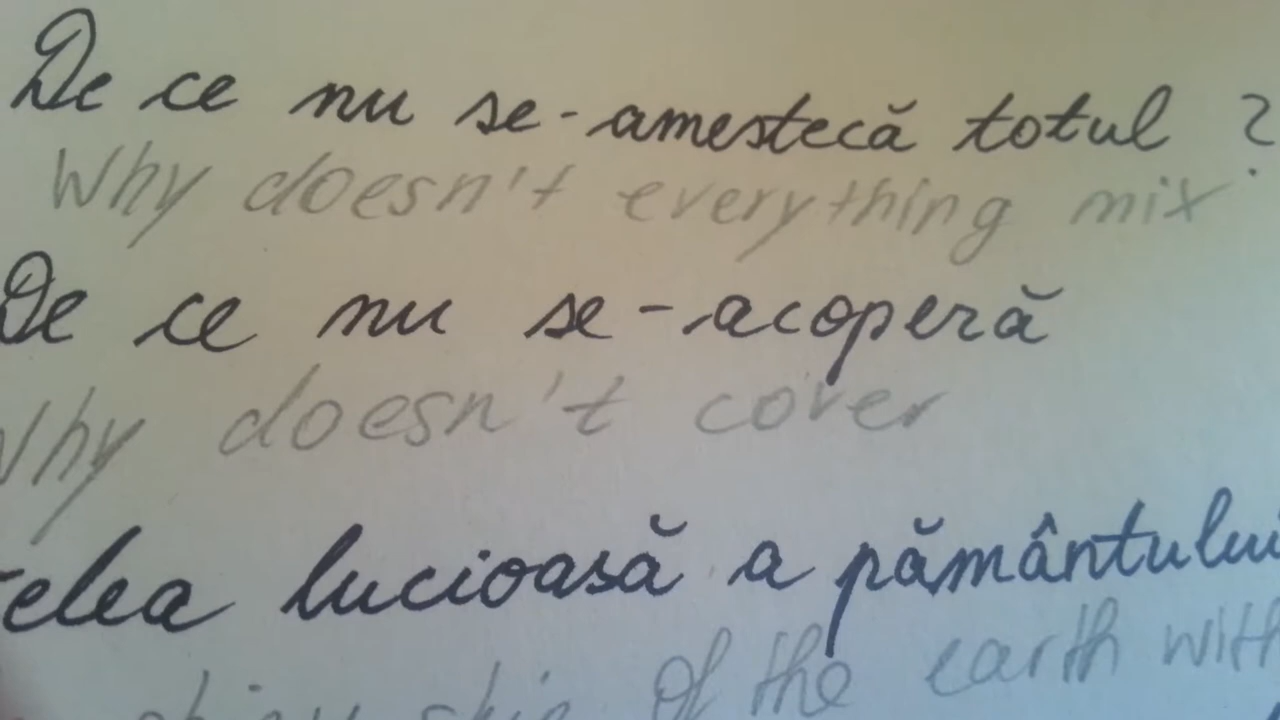 De ce nu se-amestecă totul ?
Why doesn't everything mix
De ce nu se-acoperă
Why doesn't cover
lucioasă a pământului
skin of the earth with